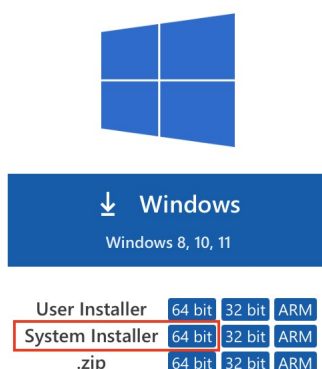 Windows
Windows 8, 10, 11
User Installer 64 bit 32 bit ARM
System Installer 64 bit 32 bit ARM
.zip 64 bit 32 bit ARM